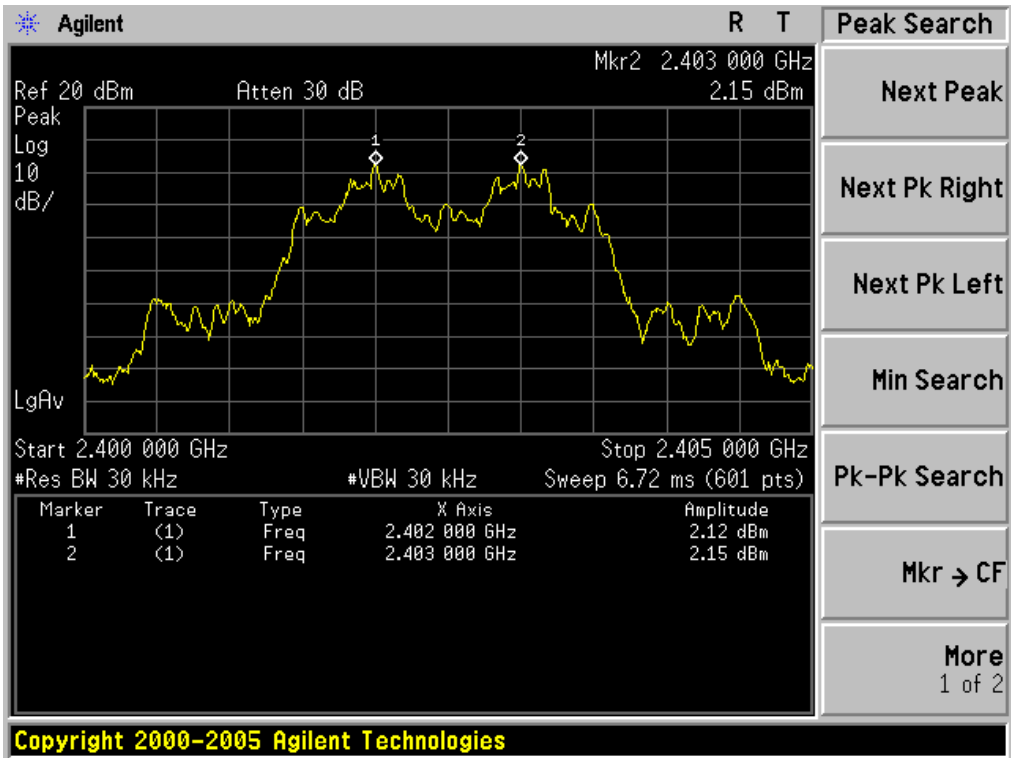 Agilent R T Peak Search
Mkr2 2.403 000 GHz
Ref 20 dBm Atten 30 dB 2.15 dBm
Peak
Log
10
dB/
1 2
LgAv
Start 2.400 000 GHz Stop 2.405 000 GHz
#Res BW 30 kHz #VBW 30 kHz Sweep 6.72 ms (601 pts)
Marker Trace Type X Axis Amplitude
1 (1) Freq 2.402 000 GHz 2.12 dBm
2 (1) Freq 2.403 000 GHz 2.15 dBm
Next Peak
Next Pk Right
Next Pk Left
Min Search
Pk-Pk Search
Mkr → CF
More
1 of 2
Copyright 2000-2005 Agilent Technologies